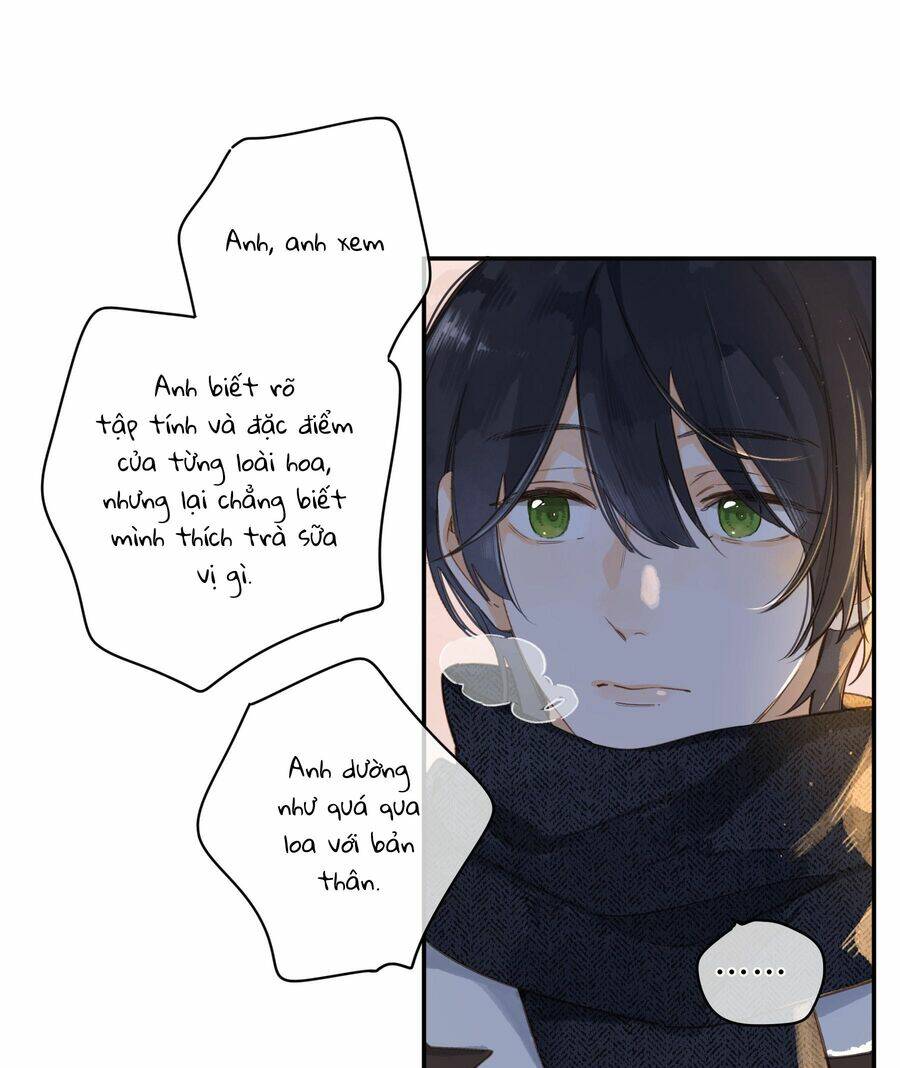 Anh, anh xem
Anh biết rõ
tập tính và đặc điểm
của từng loài hoa,
nhưng lại chẳng biết
mình thích trà sữa
vị gì.
Anh dường
như quá qua
loa với bản
thân.
......